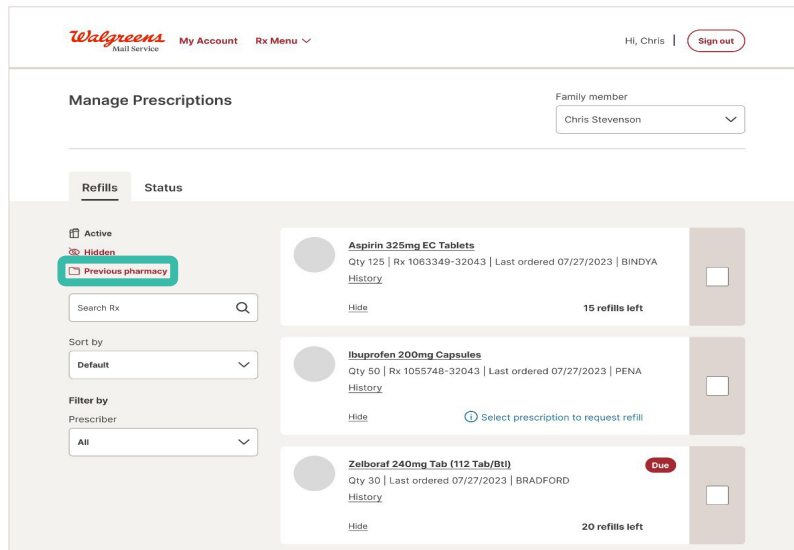 Walgreens
Mail Service
My Account Rx Menu
Hi, Chris | Sign out
Manage Prescriptions
Family member
Chris Stevenson
Refills Status
Active
Hidden
Previous pharmacy
Search Rx
Sort by
Default
Filter by
Prescriber
All
Aspirin 325mg EC Tablets
Qty 125 | Rx 1063349-32043 | Last ordered 07/27/2023 | BINDYA
History
Hide 15 refills left
Ibuprofen 200mg Capsules
Qty 50 | Rx 1055748-32043 | Last ordered 07/27/2023 | PENA
History
Hide Select prescription to request refill
Zelboraf 240mg Tab (112 Tab/Btl) Due
Qty 30 | Last ordered 07/27/2023 | BRADFORD
History
Hide 20 refills left